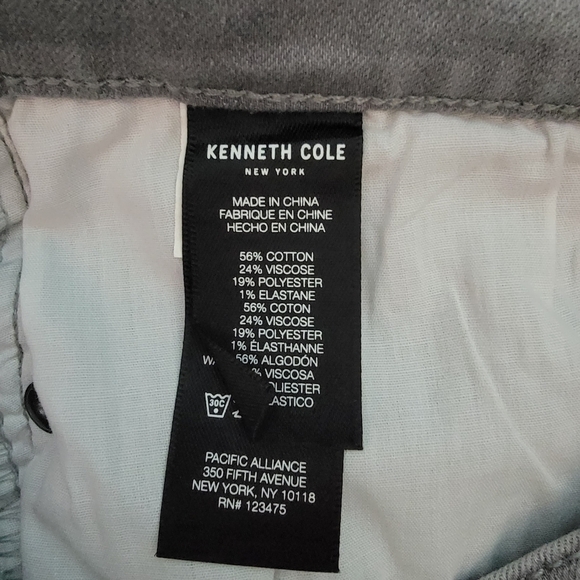 KENNETH COLE
NEW YORK
MADE IN CHINA
FABRIQUE EN CHINE
HECHO EN CHINA
56% COTTON
24% VISCOSE
19% POLYESTER
1% ELASTANE
56% COTON
24% VISCOSE
19% POLYESTER
1% ÉLASTHANNE
56% ALGODÓN
VISCOSA
30C
PACIFIC ALLIANCE
350 FIFTH AVENUE
NEW YORK, NY 10118
RN# 123475